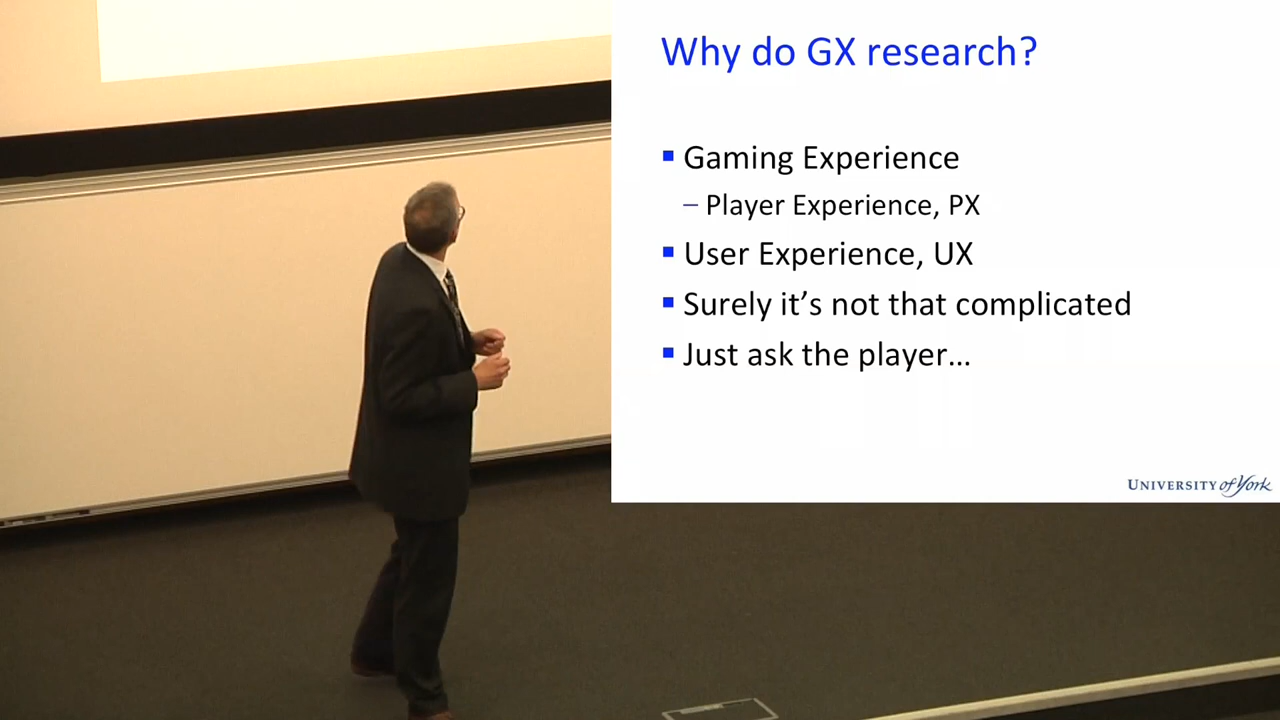 Why do GX research?
▪ Gaming Experience
– Player Experience, PX
▪ User Experience, UX
▪ Surely it's not that complicated
▪ Just ask the player…
UNIVERSITY of York